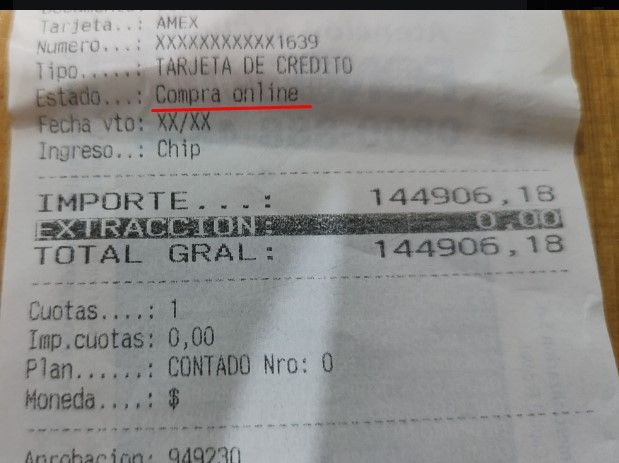 Tarjeta..: AMEX
Numero...: XXXXXXXXXXX1639
Tipo.....: TARJETA DE CREDITO
Estado...: Compra online
Fecha vto: XX/XX
Ingreso..: Chip
IMPORTE...: 144906,18
EXTRACCION: 0,00
TOTAL GRAL: 144906,18
Cuotas....: 1
Imp.cuotas: 0,00
Plan......: CONTADO Nro: 0
Moneda....: $
Aprobacion: 949230